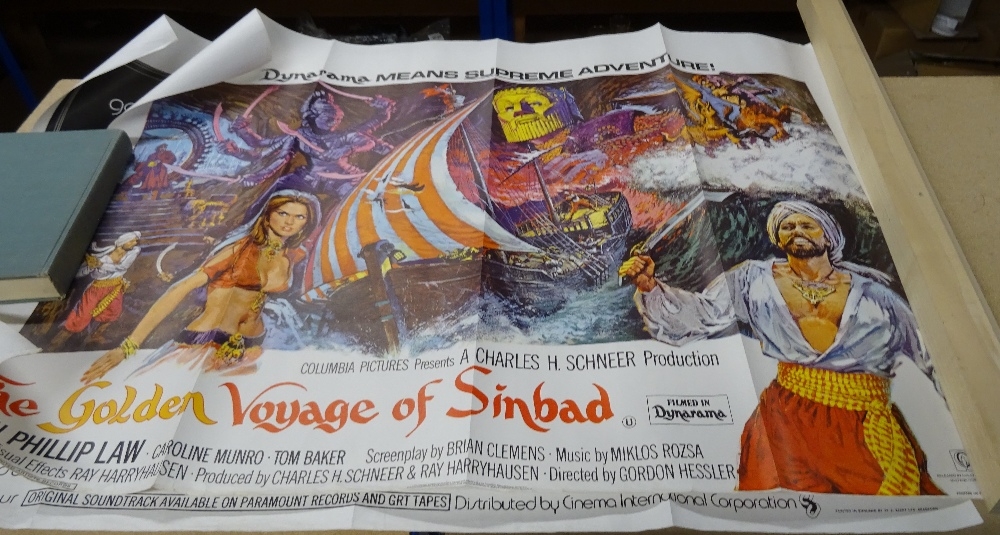 Dynarama MEANS SUPREME ADVENTURE!
COLUMBIA PICTURES Presents A CHARLES H. SCHNEER Production
The Golden Voyage of Sinbad
U
FILMED IN
Dynarama
PHILLIP LAW · CAROLINE MUNRO · TOM BAKER Screenplay by BRIAN CLEMENS · Music by MIKLOS ROZSA
Visual Effects RAY HARRYHAUSEN · Produced by CHARLES H. SCHNEER & RAY HARRYHAUSEN · Directed by GORDON HESSLER
ORIGINAL SOUNDTRACK AVAILABLE ON PARAMOUNT RECORDS AND GRT TAPES Distributed by Cinema International Corporation